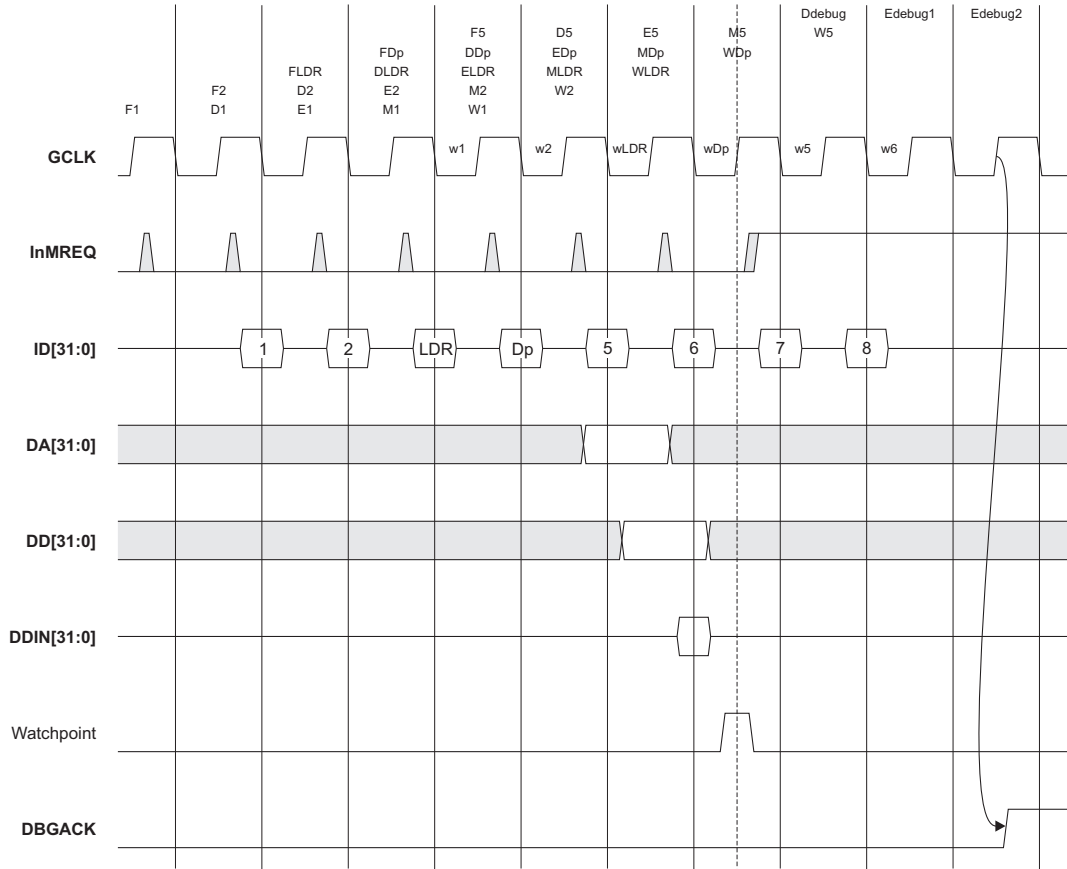 Ddebug Edebug1 Edebug2
F5 D5 E5 M5 W5
FDp DDp EDp MDp WDp
FLDR DLDR ELDR MLDR WLDR
F2 D2 E2 M2 W2
F1 D1 E1 M1 W1
GCLK w1 w2 wLDR wDp w5 w6
InMREQ
ID[31:0] 1 2 LDR Dp 5 6 7 8
DA[31:0]
DD[31:0]
DDIN[31:0]
Watchpoint
DBGACK